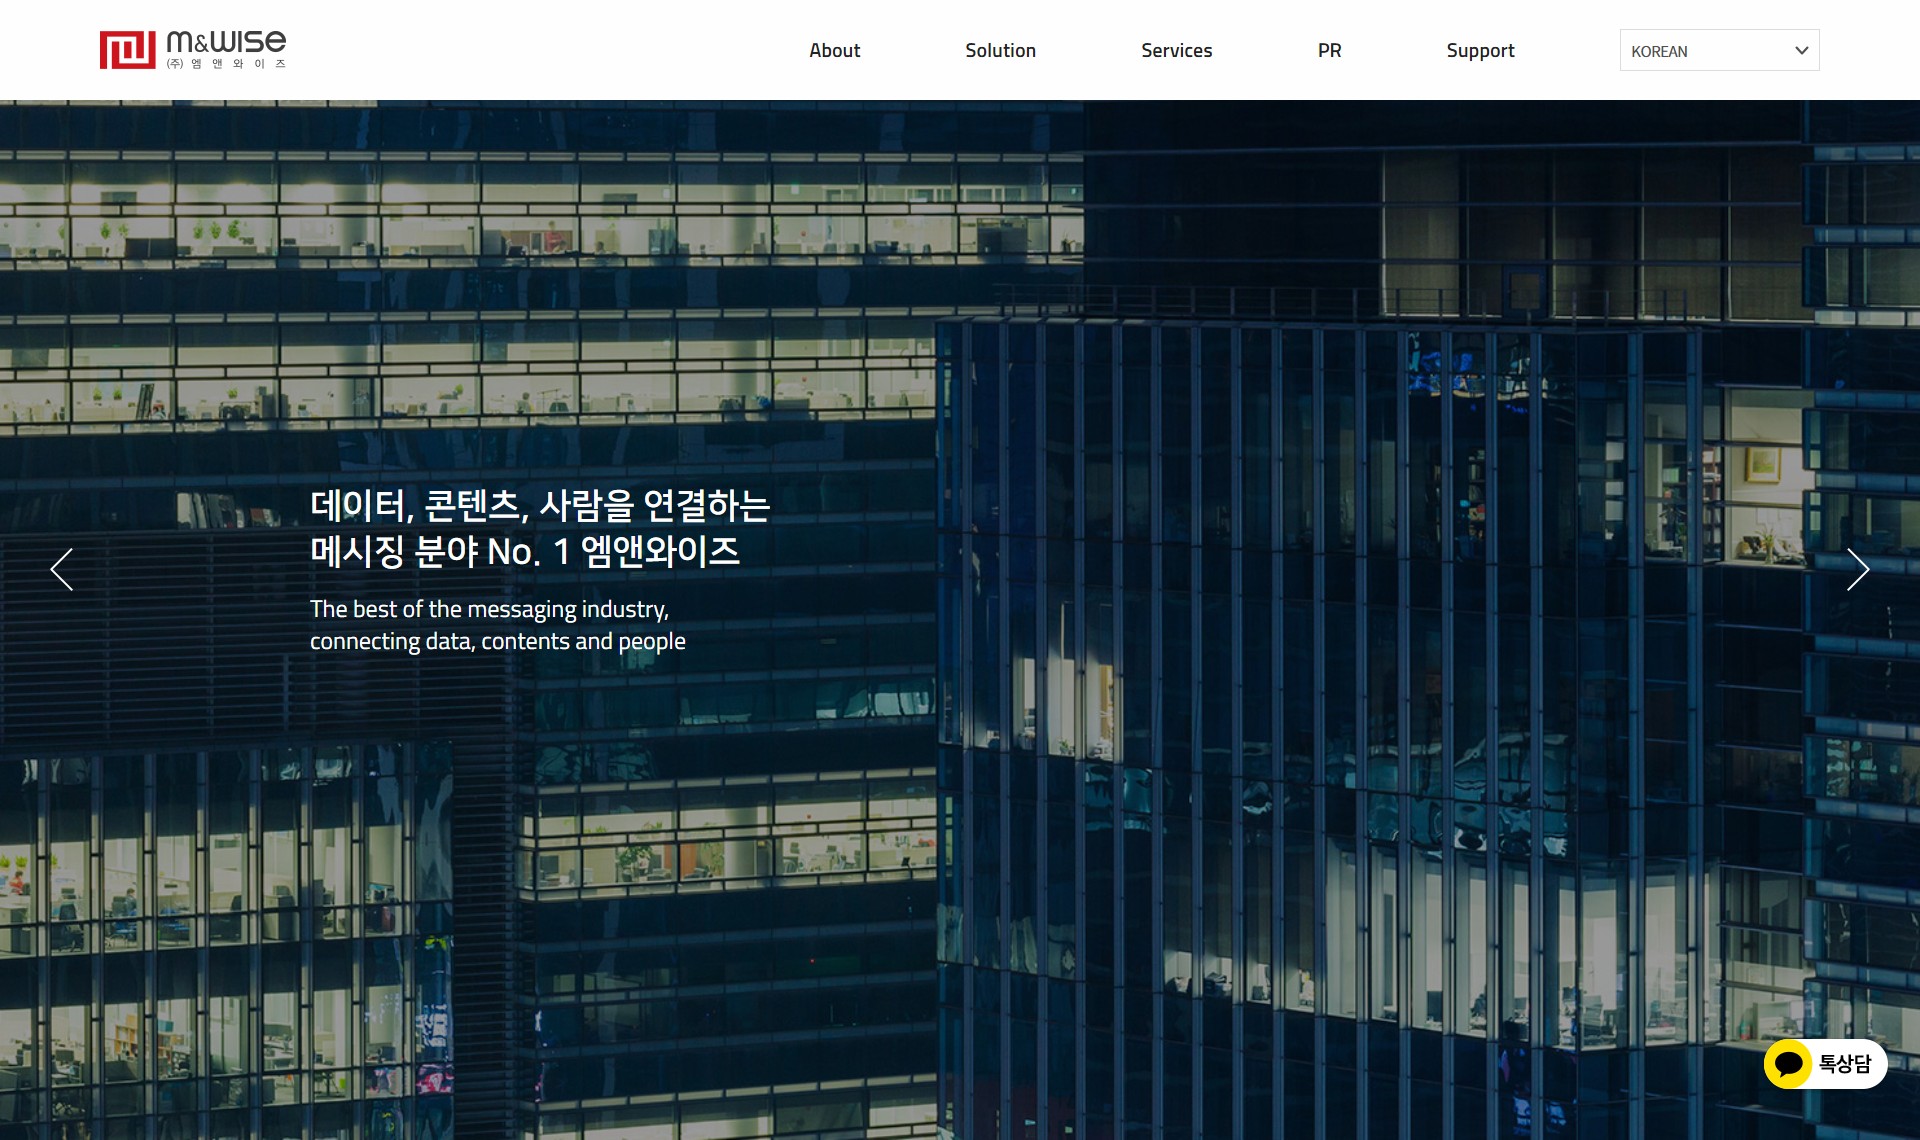 m&wise
(주) 엠 앤 와 이 즈
About
Solution
Services
PR
Support
KOREAN
데이터, 콘텐츠, 사람을 연결하는
메시징 분야 No. 1 엠앤와이즈
The best of the messaging industry,
connecting data, contents and people
톡상담